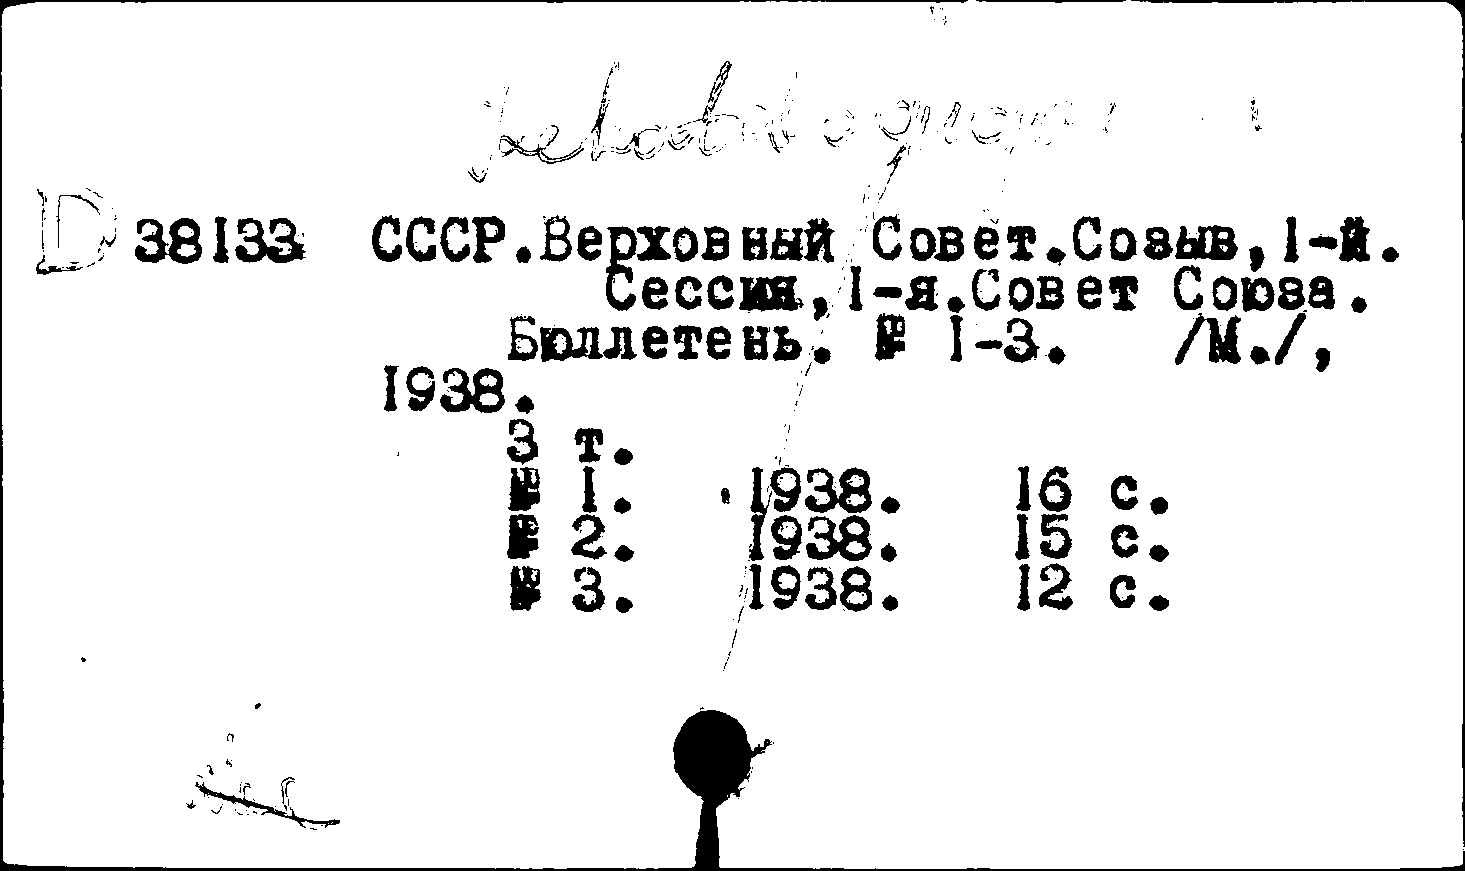 D 38133 СССР. Верховный Совет. Созыв, 1-й.
Сессия, 1-я. Совет Союза.
Бюллетень. № 1-3. /М./,
1938.
3 т.
№ 1. 1938. 16 с.
№ 2. 1938. 15 с.
№ 3. 1938. 12 с.